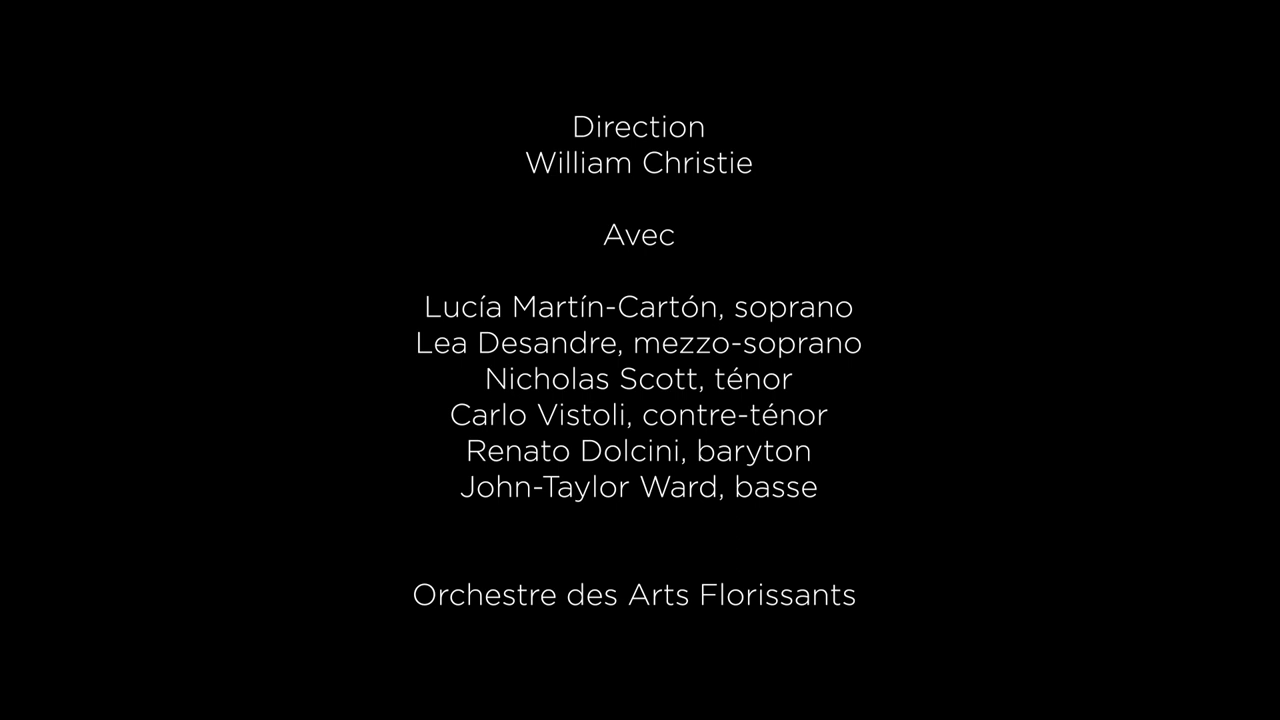 Direction
William Christie
Avec
Lucía Martín-Cartón, soprano
Lea Desandre, mezzo-soprano
Nicholas Scott, ténor
Carlo Vistoli, contre-ténor
Renato Dolcini, baryton
John-Taylor Ward, basse
Orchestre des Arts Florissants